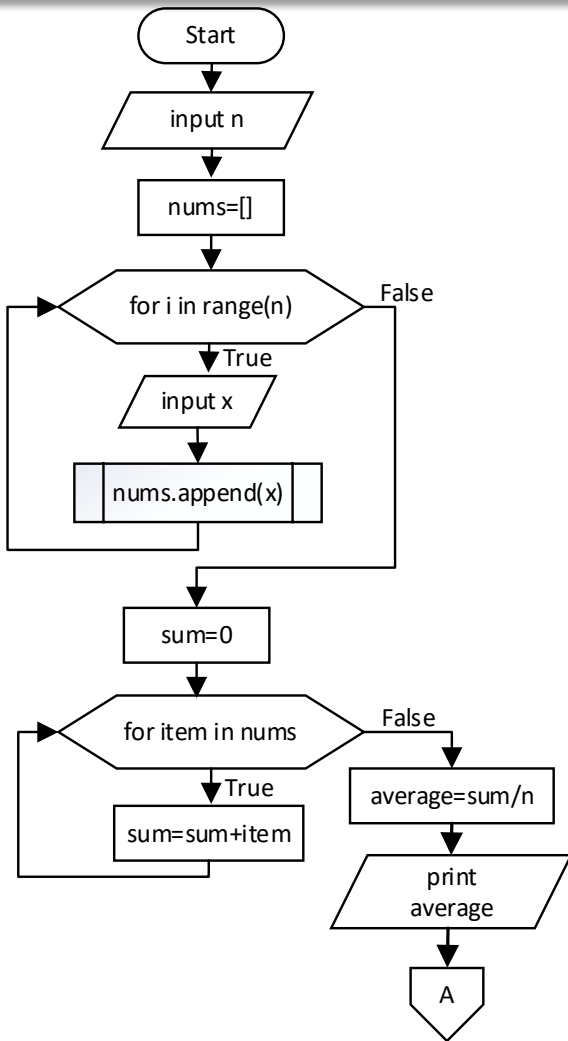 Start
input n
nums=[]
for i in range(n)
False
True
input x
nums.append(x)
sum=0
for item in nums
False
True
sum=sum+item
average=sum/n
print
average
A